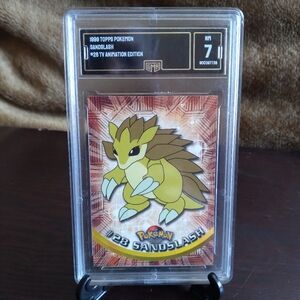 1999 TOPPS POKEMON
SANDSLASH
#28 TV ANIMATION EDITION
NM
7
POKéMON
#28 SANDSLASH